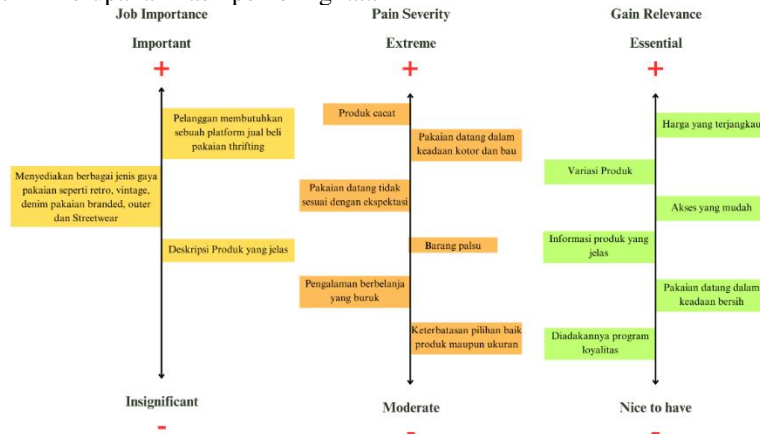 Job Importance
Important
+
Pelanggan membutuhkan
sebuah platform jual beli
pakaian thrifting
Menyediakan berbagai jenis gaya
pakaian seperti retro, vintage,
denim pakaian branded, outer
dan Streetwear
Deskripsi Produk yang jelas
Insignificant
-
Pain Severity
Extreme
+
Produk cacat
Pakaian datang dalam
keadaan kotor dan bau
Pakaian datang tidak
sesuai dengan ekspektasi
Barang palsu
Pengalaman berbelanja
yang buruk
Keterbatasan pilihan baik
produk maupun ukuran
Moderate
-
Gain Relevance
Essential
+
Harga yang terjangkau
Variasi Produk
Akses yang mudah
Informasi produk yang
jelas
Pakaian datang dalam
keadaan bersih
Diadakannya program
loyalitas
Nice to have
-